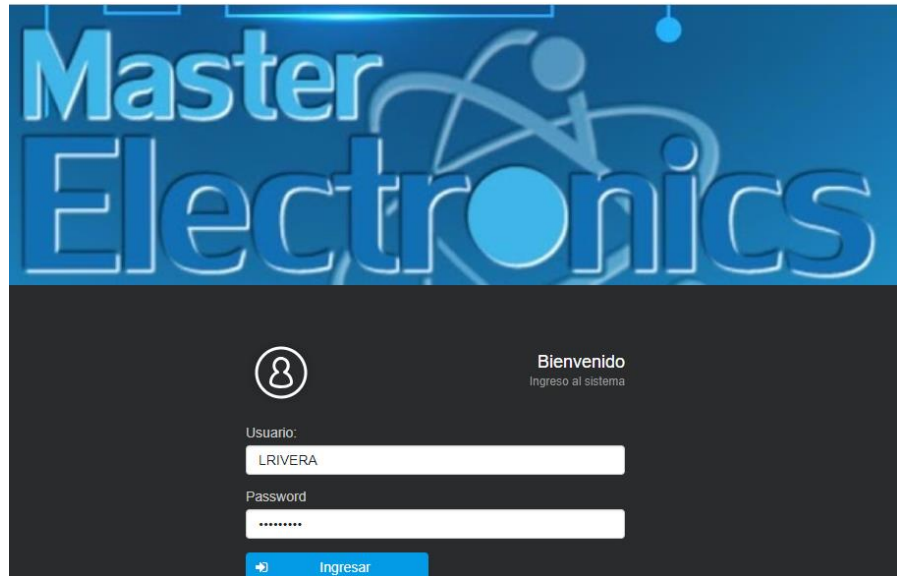 Master
Electronics
Bienvenido
Ingreso al sistema
Usuario:
LRIVERA
Password
•••••••••
Ingresar